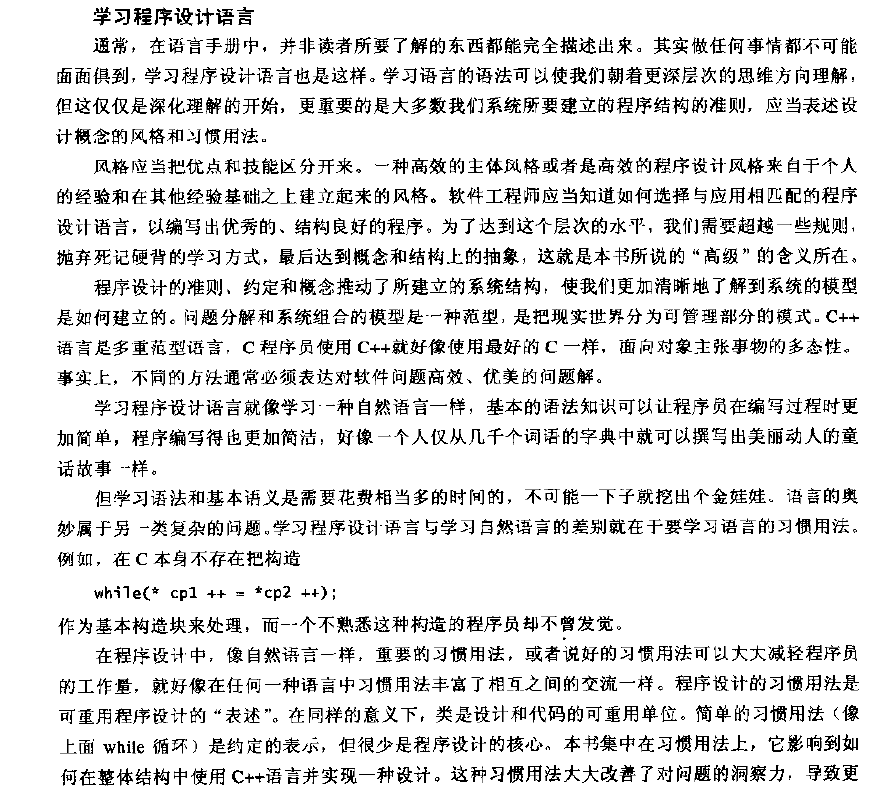 学习程序设计语言
通常，在语言手册中，并非读者所要了解的东西都能完全描述出来。其实做任何事情都不可能
面面俱到，学习程序设计语言也是这样。学习语言的语法可以使我们朝着更深层次的思维方向理解，
但这仅仅是深化理解的开始，更重要的是大多数我们系统所要建立的程序结构的准则，应当表述设
计概念的风格和习惯用法。
风格应当把优点和技能区分开来。一种高效的主体风格或者是高效的程序设计风格来自于个人
的经验和在其他经验基础之上建立起来的风格。软件工程师应当知道如何选择与应用相匹配的程序
设计语言，以编写出优秀的、结构良好的程序。为了达到这个层次的水平，我们需要超越一些规则，
抛弃死记硬背的学习方式，最后达到概念和结构上的抽象，这就是本书所说的“高级”的含义所在。
程序设计的准则、约定和概念推动了所建立的系统结构，使我们更加清晰地了解到系统的模型
是如何建立的。问题分解和系统组合的模型是一种范型，是把现实世界分为可管理部分的模式。C++
语言是多重范型语言，C 程序员使用 C++就好像使用最好的 C 一样，面向对象主张事物的多态性。
事实上，不同的方法通常必须表达对软件问题高效、优美的问题解。
学习程序设计语言就像学习一种自然语言一样，基本的语法知识可以让程序员在编写过程时更
加简单，程序编写得也更加简洁，好像一个人仅从几千个词语的字典中就可以撰写出美丽动人的童
话故事一样。
但学习语法和基本语义是需要花费相当多的时间的，不可能一下子就挖出个金娃娃。语言的奥
妙属于另一类复杂的问题。学习程序设计语言与学习自然语言的差别就在于要学习语言的习惯用法。
例如，在 C 本身不存在把构造
while(* cp1 ++ = *cp2 ++);
作为基本构造块来处理，而一个不熟悉这种构造的程序员却不曾发觉。
在程序设计中，像自然语言一样，重要的习惯用法，或者说好的习惯用法可以大大减轻程序员
的工作量，就好像在任何一种语言中习惯用法丰富了相互之间的交流一样。程序设计的习惯用法是
可重用程序设计的“表述”。在同样的意义下，类是设计和代码的可重用单位。简单的习惯用法（像
上面 while 循环）是约定的表示，但很少是程序设计的核心。本书集中在习惯用法上，它影响到如
何在整体结构中使用 C++语言并实现一种设计。这种习惯用法大大改善了对问题的洞察力，导致更